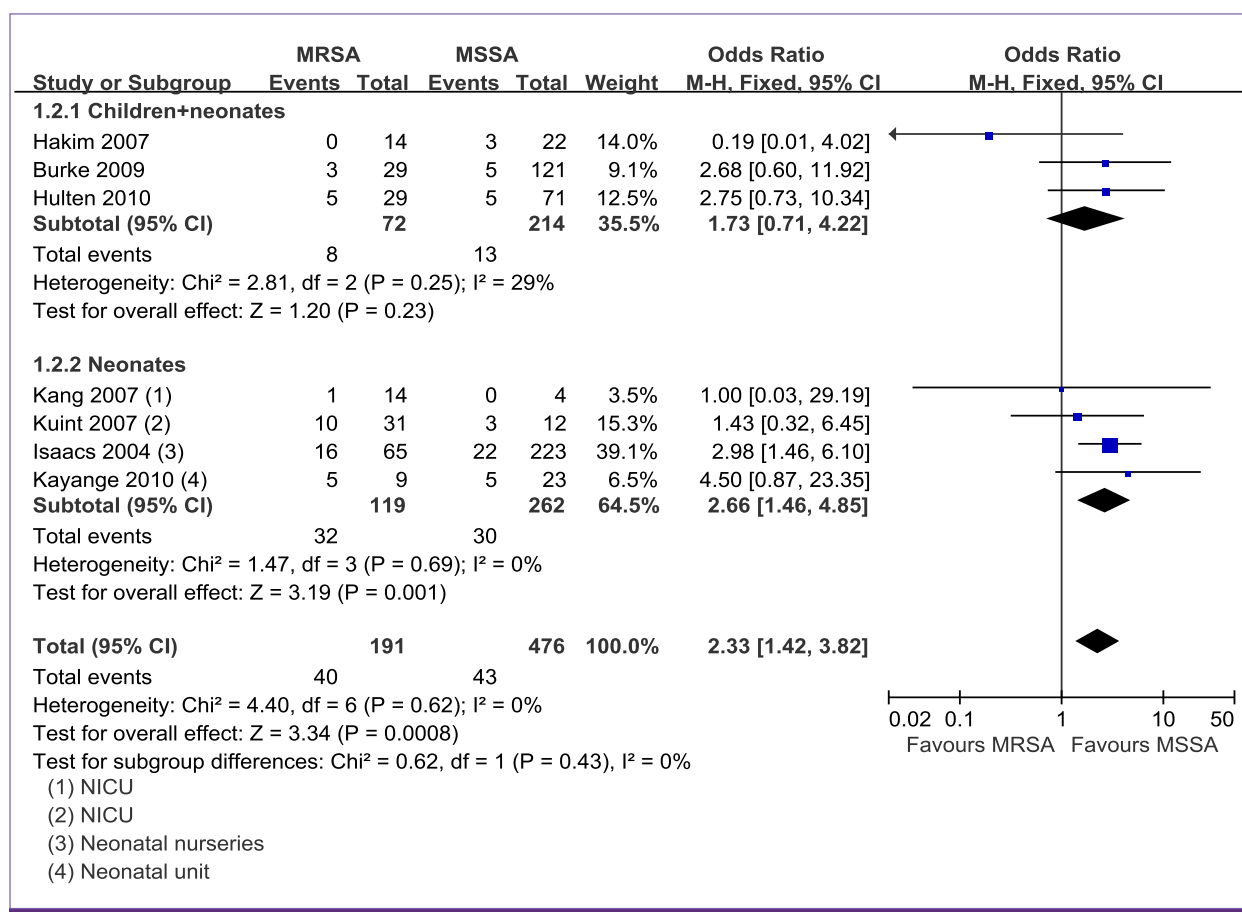 MRSA MSSA Odds Ratio Odds Ratio
Study or Subgroup Events Total Events Total Weight M-H, Fixed, 95% CI M-H, Fixed, 95% CI
1.2.1 Children+neonates
Hakim 2007 0 14 3 22 14.0% 0.19 [0.01, 4.02]
Burke 2009 3 29 5 121 9.1% 2.68 [0.60, 11.92]
Hulten 2010 5 29 5 71 12.5% 2.75 [0.73, 10.34]
Subtotal (95% CI) 72 214 35.5% 1.73 [0.71, 4.22]
Total events 8 13
Heterogeneity: Chi² = 2.81, df = 2 (P = 0.25); I² = 29%
Test for overall effect: Z = 1.20 (P = 0.23)
1.2.2 Neonates
Kang 2007 (1) 1 14 0 4 3.5% 1.00 [0.03, 29.19]
Kuint 2007 (2) 10 31 3 12 15.3% 1.43 [0.32, 6.45]
Isaacs 2004 (3) 16 65 22 223 39.1% 2.98 [1.46, 6.10]
Kayange 2010 (4) 5 9 5 23 6.5% 4.50 [0.87, 23.35]
Subtotal (95% CI) 119 262 64.5% 2.66 [1.46, 4.85]
Total events 32 30
Heterogeneity: Chi² = 1.47, df = 3 (P = 0.69); I² = 0%
Test for overall effect: Z = 3.19 (P = 0.001)
Total (95% CI) 191 476 100.0% 2.33 [1.42, 3.82]
Total events 40 43
Heterogeneity: Chi² = 4.40, df = 6 (P = 0.62); I² = 0%
Test for overall effect: Z = 3.34 (P = 0.0008)
Test for subgroup differences: Chi² = 0.62, df = 1 (P = 0.43), I² = 0%
0.02 0.1 1 10 50
Favours MRSA Favours MSSA
(1) NICU
(2) NICU
(3) Neonatal nurseries
(4) Neonatal unit